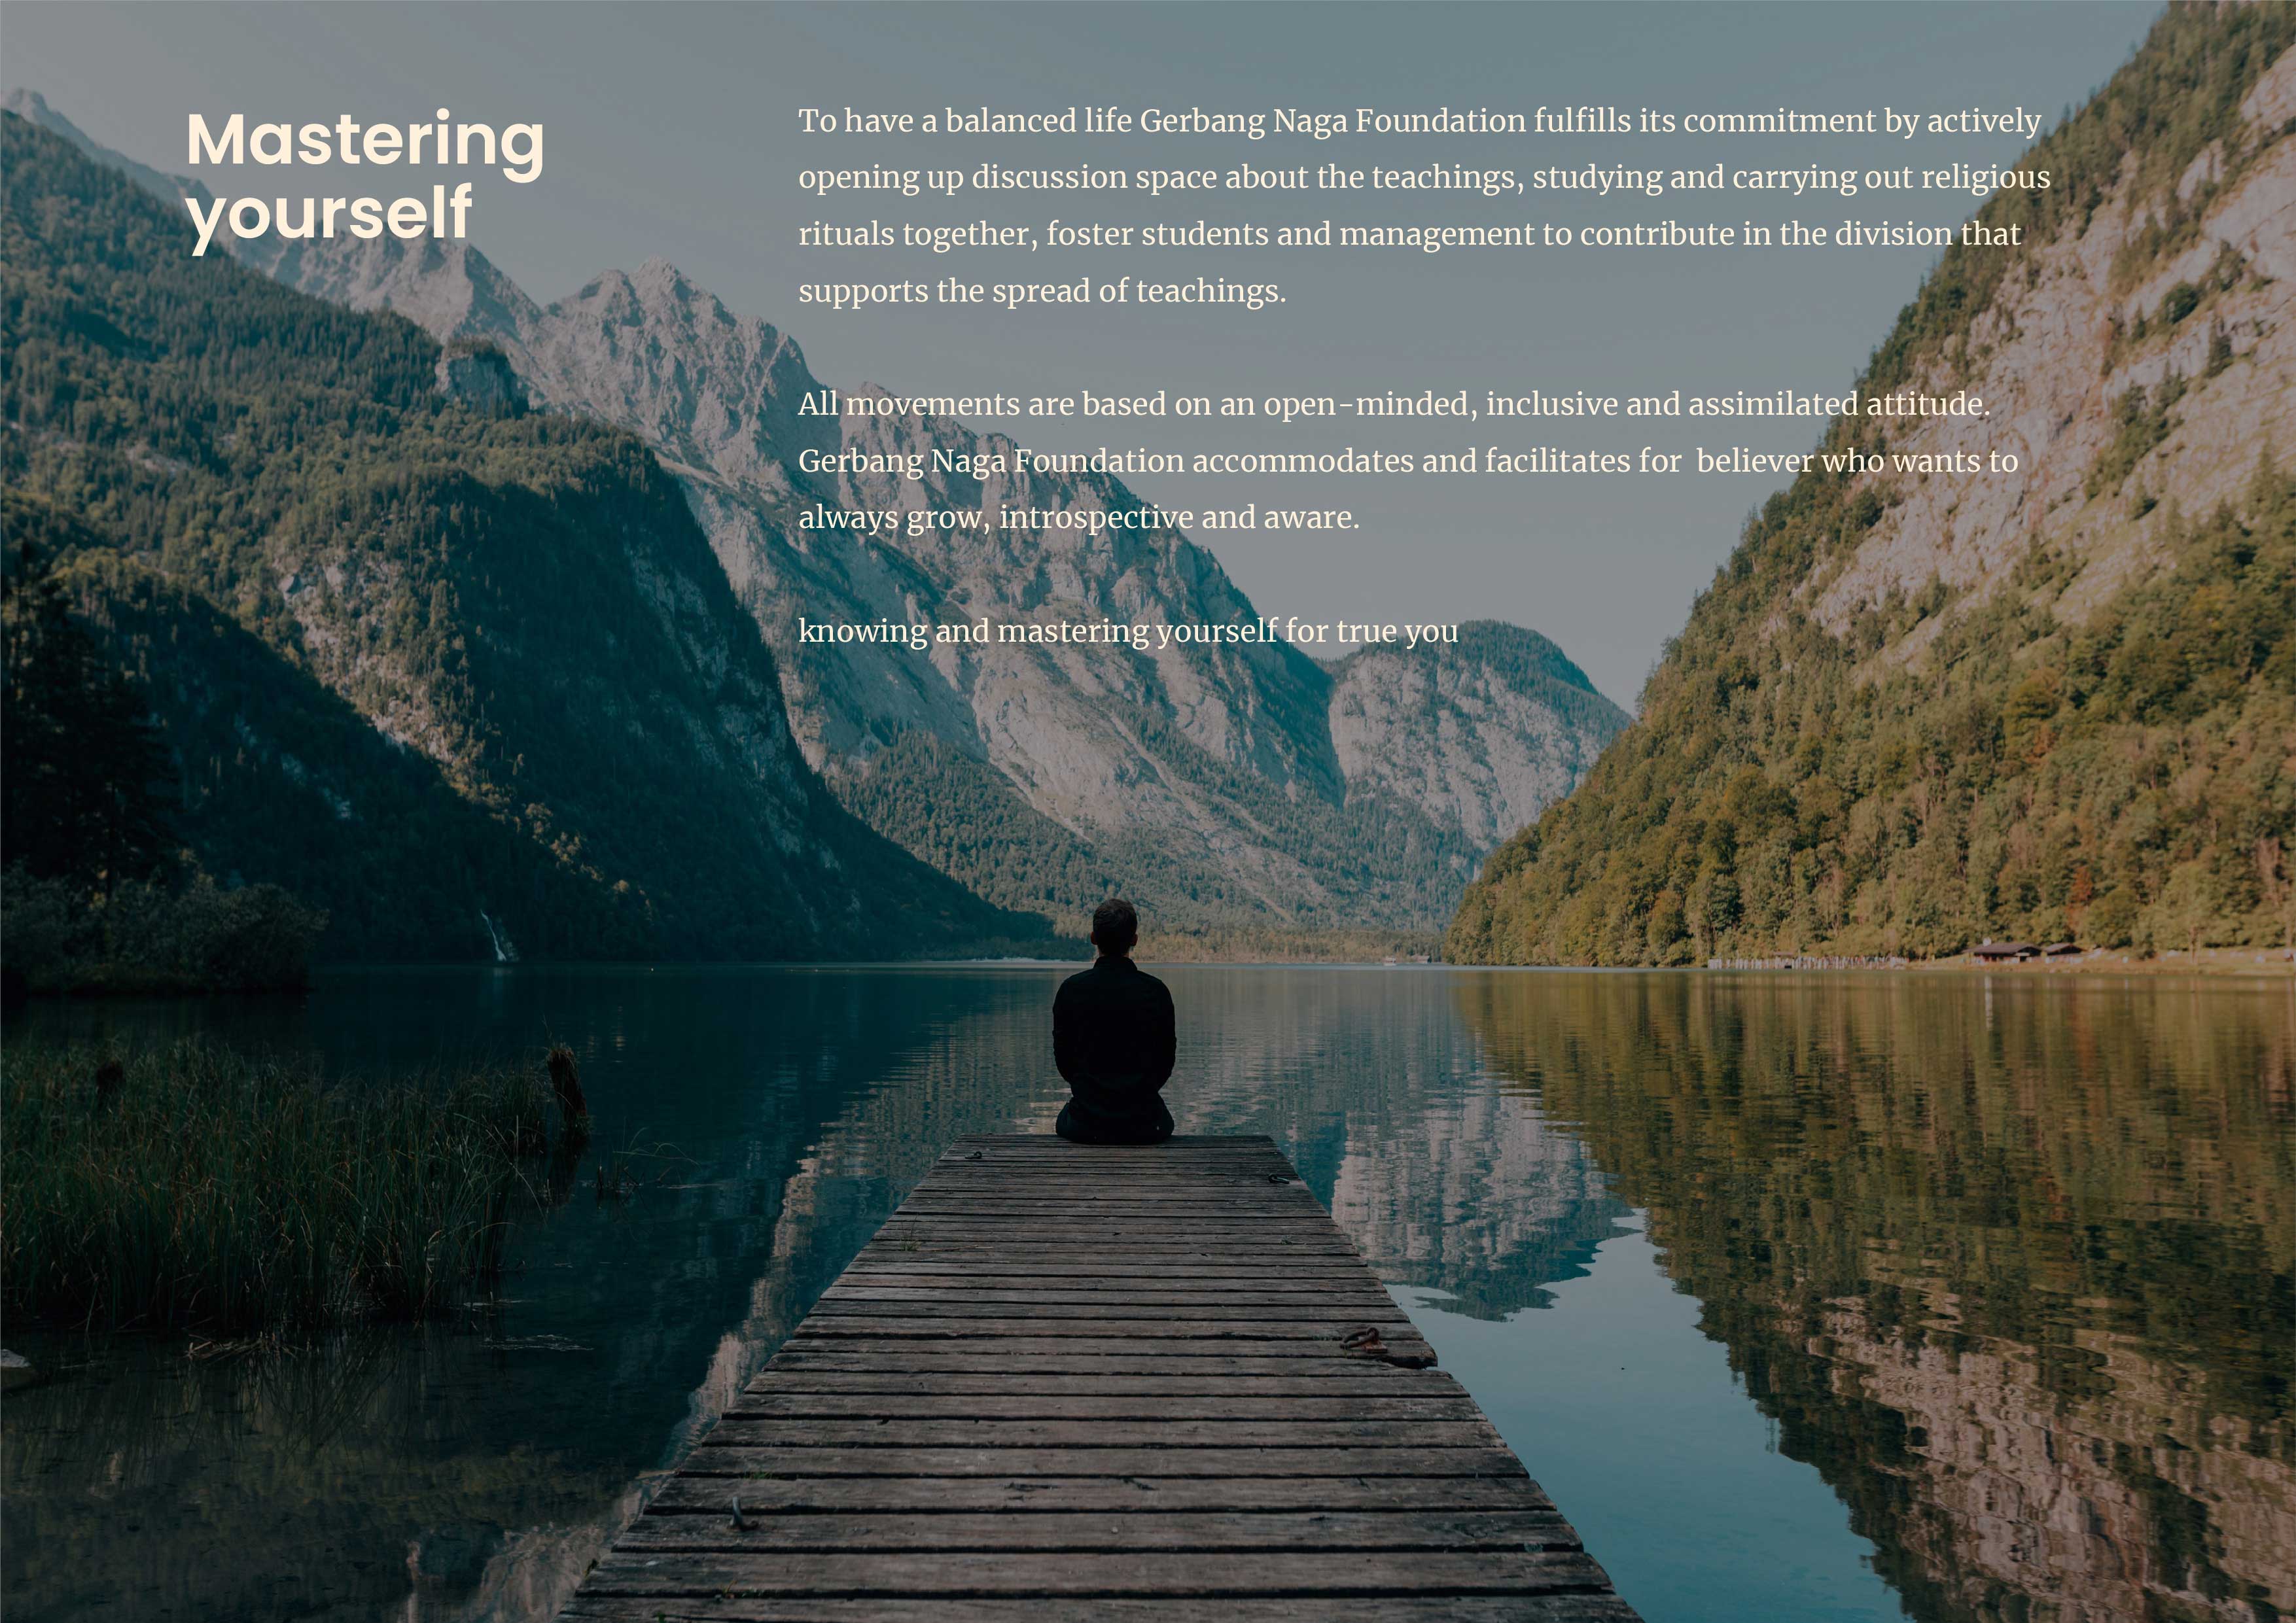 Mastering
yourself
To have a balanced life Gerbang Naga Foundation fulfills its commitment by actively
opening up discussion space about the teachings, studying and carrying out religious
rituals together, foster students and management to contribute in the division that
supports the spread of teachings.
All movements are based on an open-minded, inclusive and assimilated attitude.
Gerbang Naga Foundation accommodates and facilitates for  believer who wants to
always grow, introspective and aware.
knowing and mastering yourself for true you